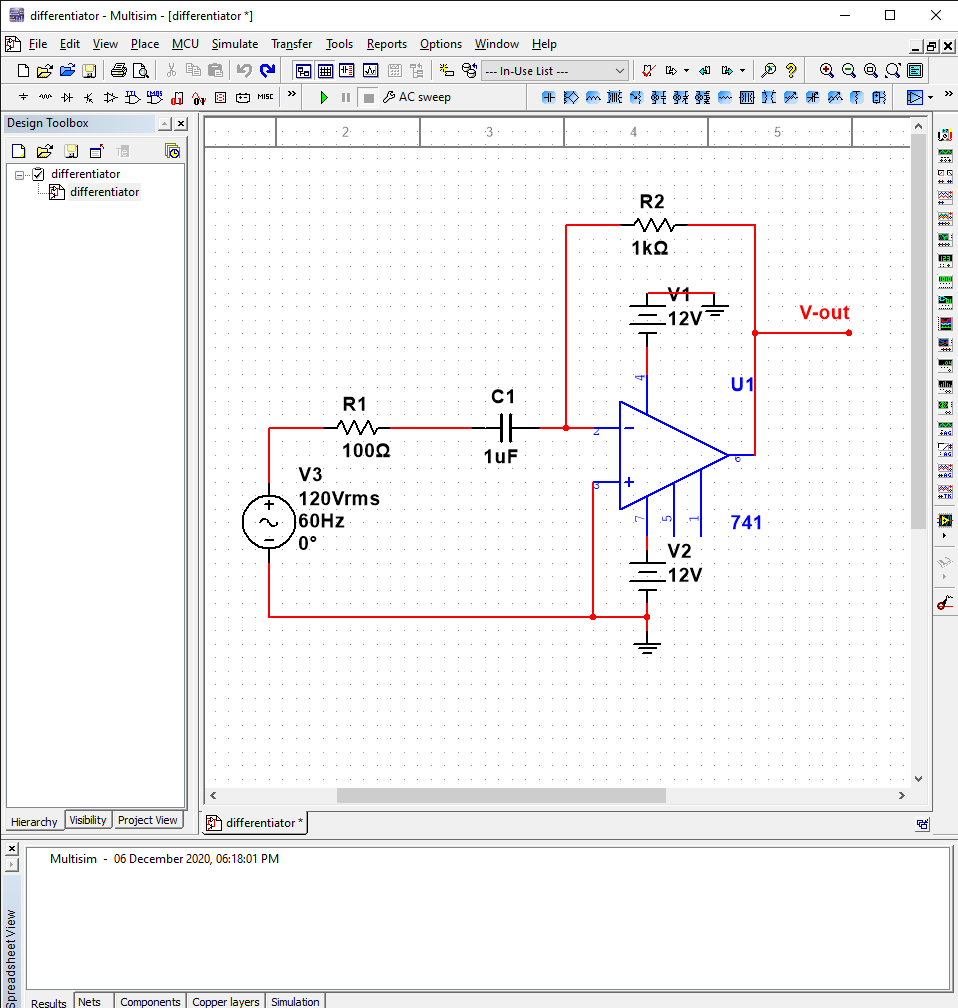 differentiator - Multisim - [differentiator *]
File Edit View Place MCU Simulate Transfer Tools Reports Options Window Help
--- In-Use List ---
MISC » AC sweep »
Design Toolbox
differentiator
differentiator
2 3 4 5
R2
1kΩ
V1
12V
V-out
4
U1
R1
100Ω
C1
1uF
2
3
6
7 5 1
741
V3
120Vrms
60Hz
0°
V2
12V
Hierarchy Visibility Project View
differentiator *
Multisim - 06 December 2020, 06:18:01 PM
Spreadsheet View
Results Nets Components Copper layers Simulation